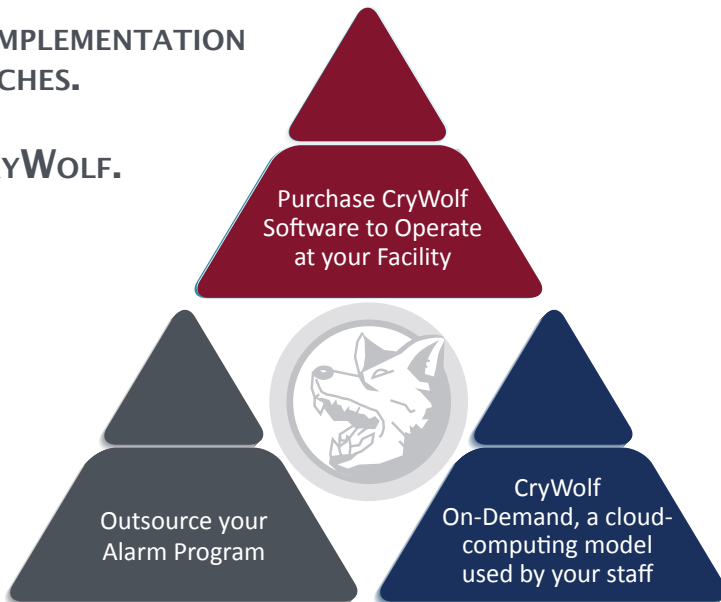 IMPLEMENTATION
CHES.
YWOLF.
Purchase CryWolf
Software to Operate
at your Facility
Outsource your
Alarm Program
CryWolf
On-Demand, a cloud-
computing model
used by your staff